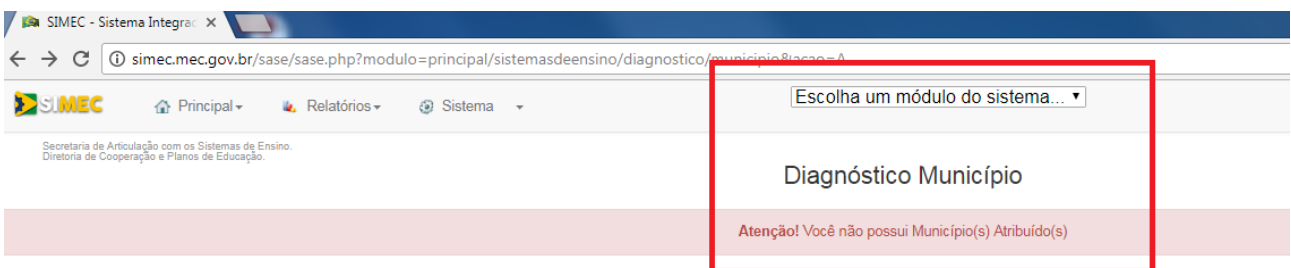 SIMEC - Sistema Integrac
simec.mec.gov.br/sase/sase.php?modulo=principal/sistemasdeensino/diagnostico/municipio&acao=A
SIMEC Principal Relatórios Sistema Escolha um módulo do sistema...
Secretaria de Articulação com os Sistemas de Ensino.
Diretoria de Cooperação e Planos de Educação.
Diagnóstico Município
Atenção! Você não possui Município(s) Atribuído(s)